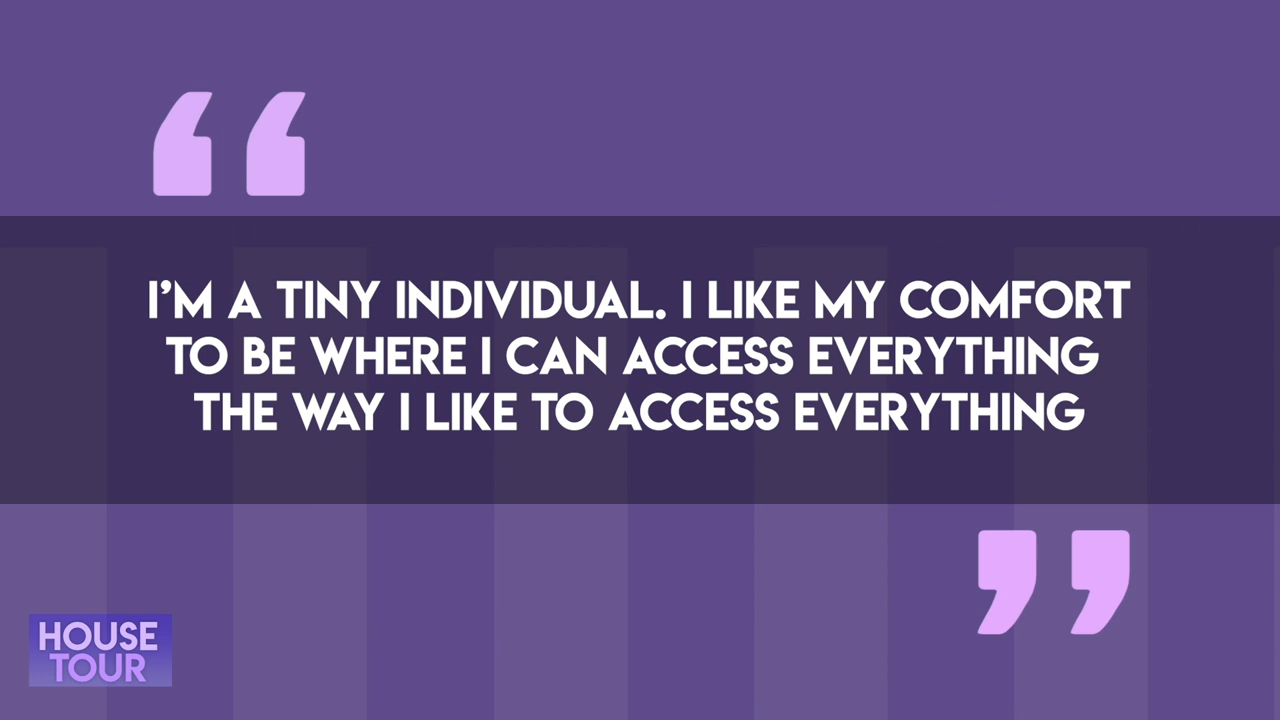 “
I’M A TINY INDIVIDUAL. I LIKE MY COMFORT
TO BE WHERE I CAN ACCESS EVERYTHING
THE WAY I LIKE TO ACCESS EVERYTHING
”
HOUSE
TOUR